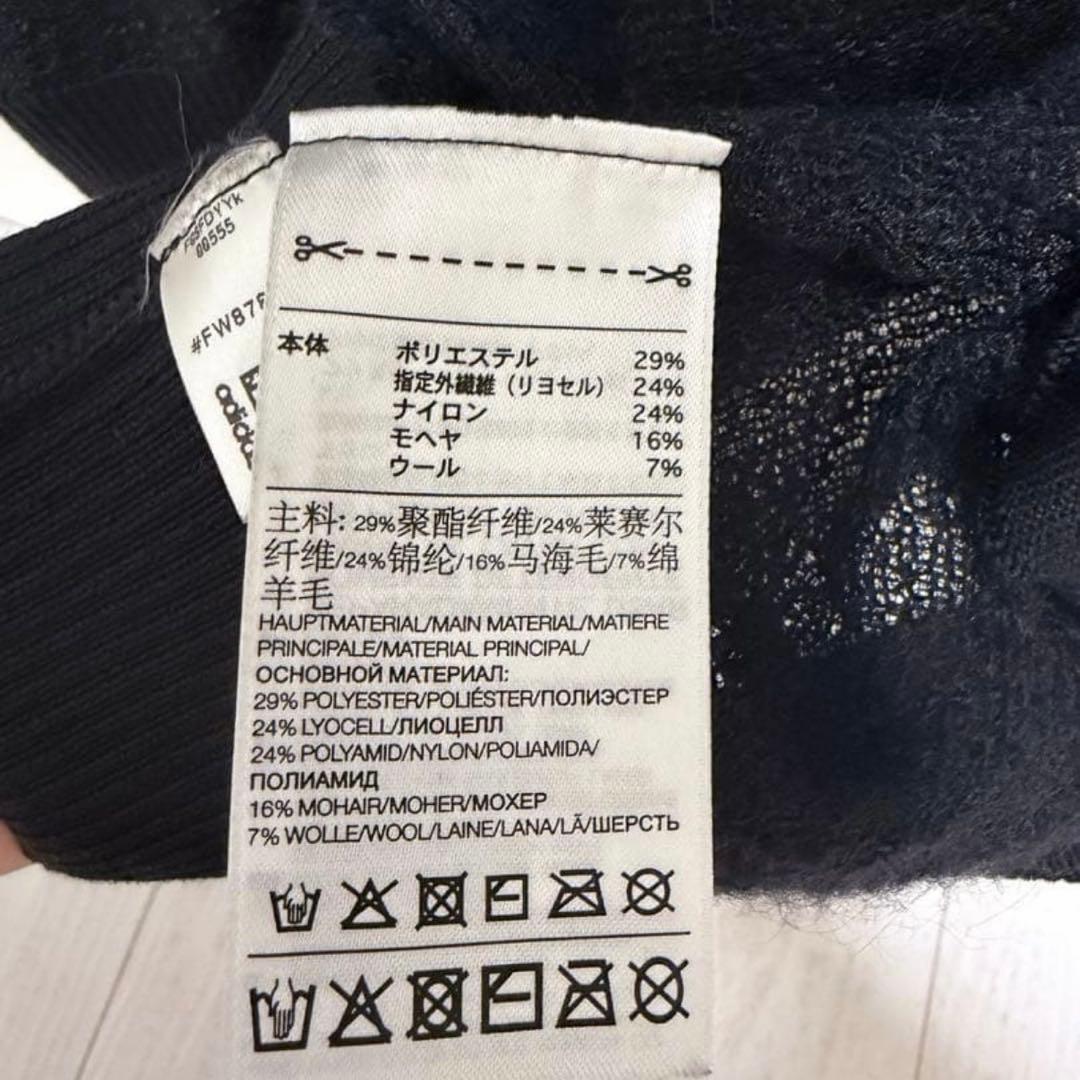 F6SFDYYK
00555
#FW87
adidas
本体
ポリエステル 29%
指定外繊維（リヨセル） 24%
ナイロン 24%
モヘヤ 16%
ウール 7%
主料: 29%聚酯纤维/24%莱赛尔
纤维/24%锦纶/16%马海毛/7%绵
羊毛
HAUPTMATERIAL/MAIN MATERIAL/MATIERE
PRINCIPALE/MATERIAL PRINCIPAL/
ОСНОВНОЙ МАТЕРИАЛ:
29% POLYESTER/POLIÉSTER/ПОЛИЭСТЕР
24% LYOCELL/ЛИОЦЕЛЛ
24% POLYAMID/NYLON/POLIAMIDA/
ПОЛИАМИД
16% MOHAIR/MOHER/МОХЕР
7% WOLLE/WOOL/LAINE/LANA/LÃ/ШЕРСТЬ